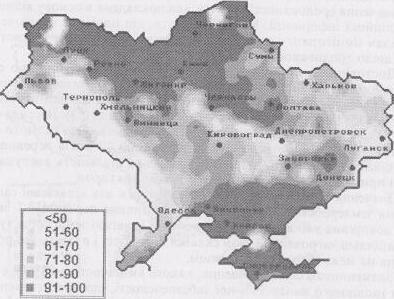 Чернигов
Луцк
Ровно
Сумы
Киев
Львов
Житомир
Харьков
Тернополь
Хмельницкий
Черкассы
Полтава
Винница
Кировоград
Днепропетровск
Луганск
Запорожье
Донецк
Одесса
Николаев
Херсон
<50
51-60
61-70
71-80
81-90
91-100